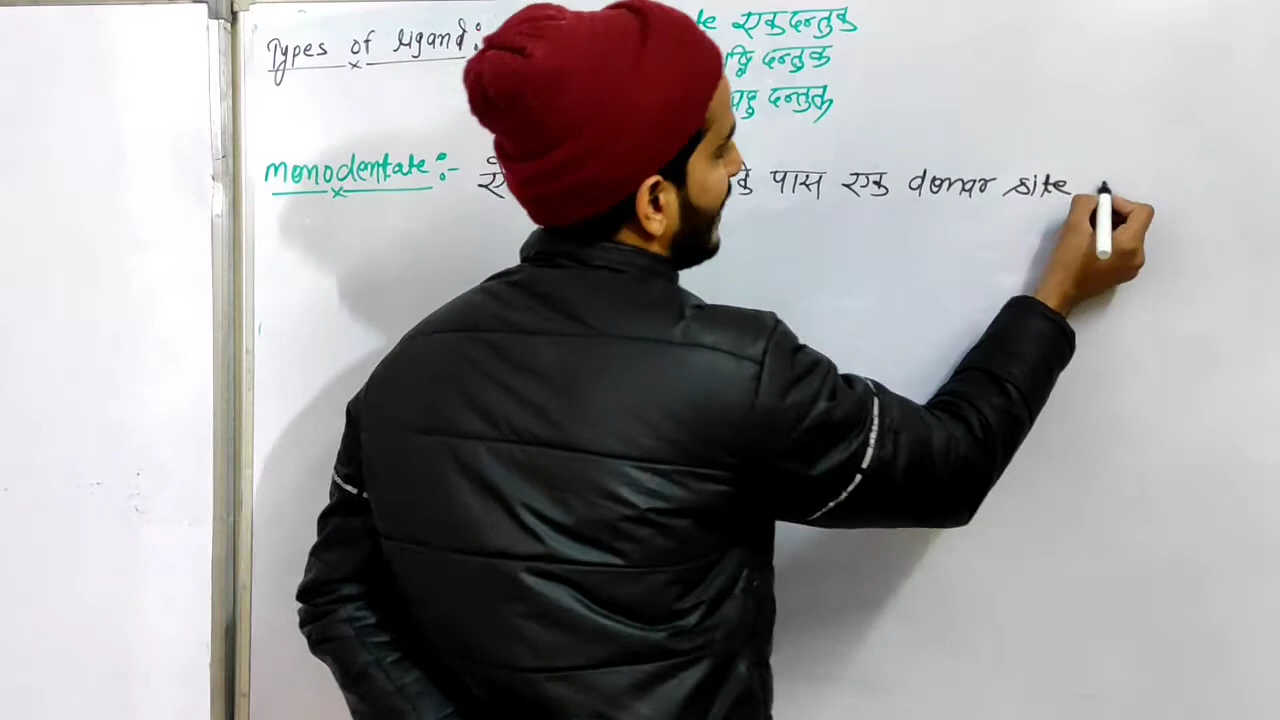 Types of ligand: एकदन्तुक
द्वि दन्तुक
बहु दन्तुक
monodentate:- के पास एक donar site